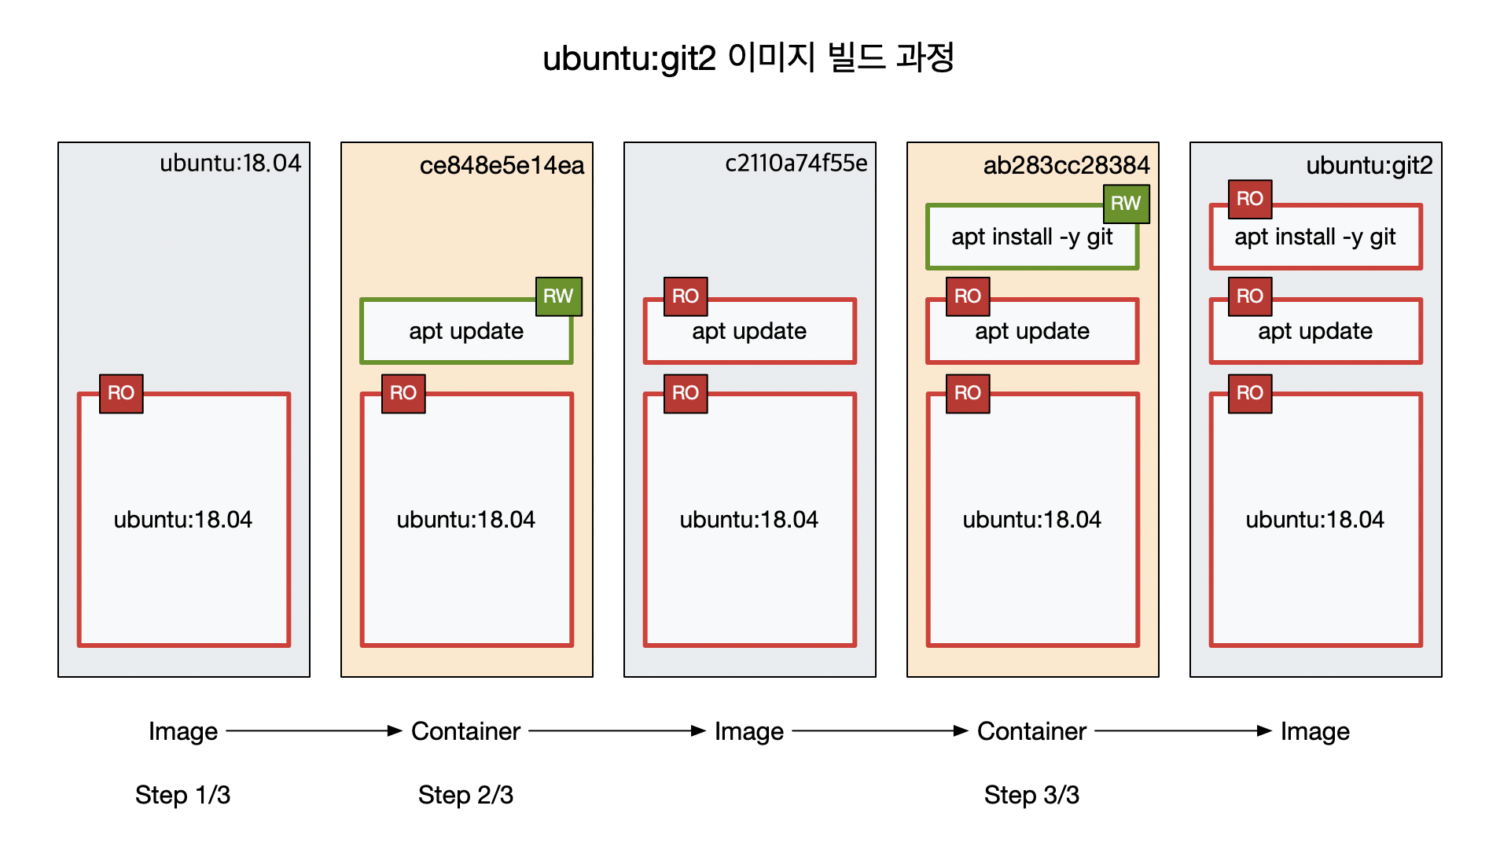 ubuntu:git2 이미지 빌드 과정
ubuntu:18.04
RO
ubuntu:18.04
ce848e5e14ea
RW
apt update
RO
ubuntu:18.04
c2110a74f55e
RO
apt update
RO
ubuntu:18.04
ab283cc28384
RW
apt install -y git
RO
apt update
RO
ubuntu:18.04
ubuntu:git2
RO
apt install -y git
RO
apt update
RO
ubuntu:18.04
Image
Container
Image
Container
Image
Step 1/3
Step 2/3
Step 3/3